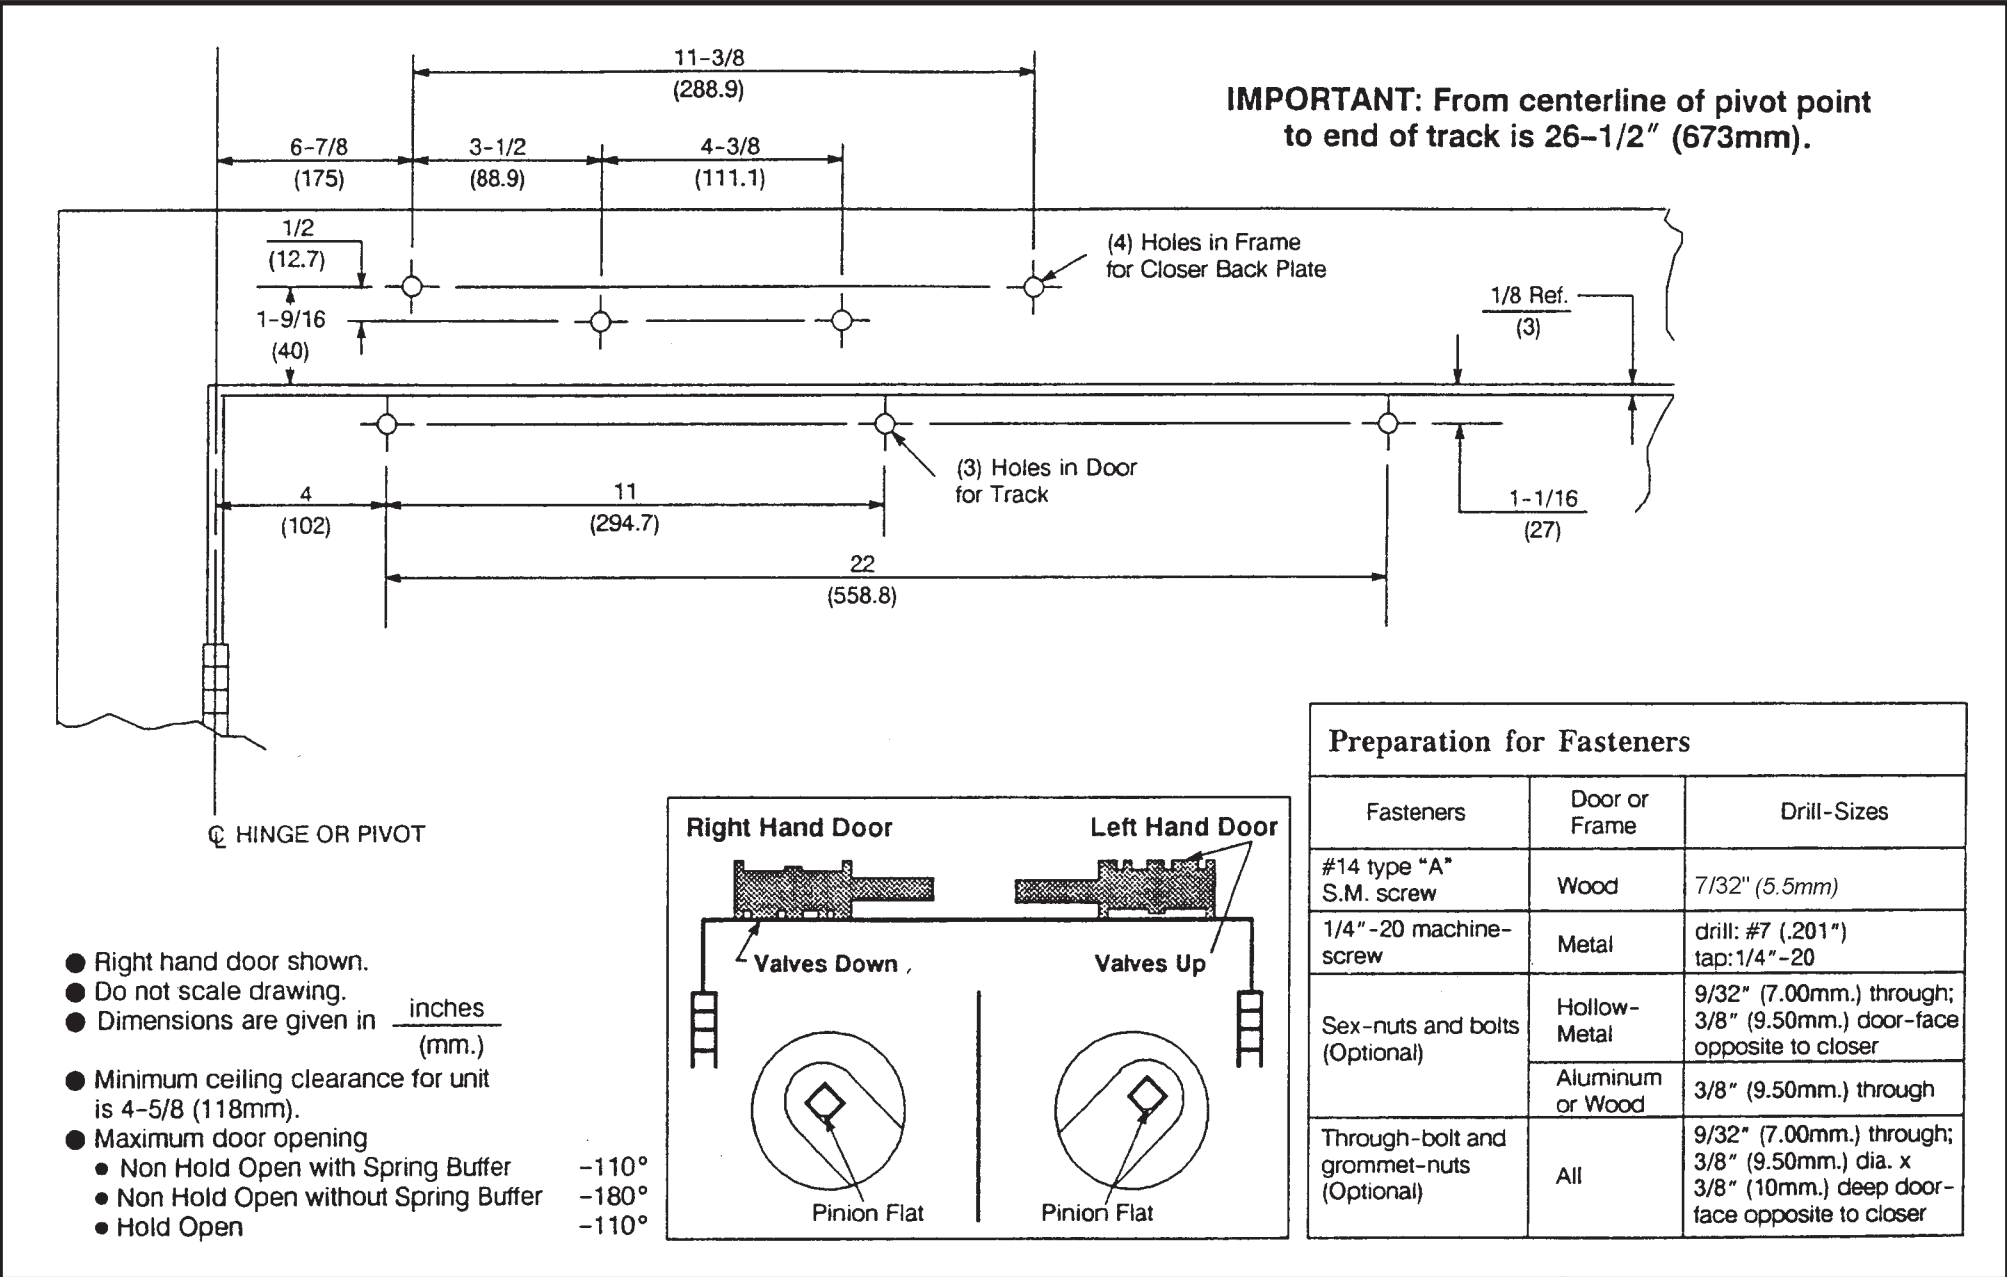 11-3/8
(288.9)
IMPORTANT: From centerline of pivot point
to end of track is 26-1/2" (673mm).
6-7/8
(175)
3-1/2
(88.9)
4-3/8
(111.1)
1/2
(12.7)
(4) Holes in Frame
for Closer Back Plate
1-9/16
(40)
1/8 Ref.
(3)
(3) Holes in Door
for Track
4
(102)
11
(294.7)
1-1/16
(27)
22
(558.8)
℄ HINGE OR PIVOT
● Right hand door shown.
● Do not scale drawing.
● Dimensions are given in inches
(mm.)
● Minimum ceiling clearance for unit
is 4-5/8 (118mm).
● Maximum door opening
● Non Hold Open with Spring Buffer -110°
● Non Hold Open without Spring Buffer -180°
● Hold Open -110°
Right Hand Door
Left Hand Door
Valves Down
Valves Up
Pinion Flat
Pinion Flat
Preparation for Fasteners
Fasteners
Door or
Frame
Drill-Sizes
#14 type "A"
S.M. screw
Wood
7/32" (5.5mm)
1/4"-20 machine-
screw
Metal
drill: #7 (.201")
tap:1/4"-20
Sex-nuts and bolts
(Optional)
Hollow-
Metal
9/32" (7.00mm.) through;
3/8" (9.50mm.) door-face
opposite to closer
Aluminum
or Wood
3/8" (9.50mm.) through
Through-bolt and
grommet-nuts
(Optional)
All
9/32" (7.00mm.) through;
3/8" (9.50mm.) dia. x
3/8" (10mm.) deep door-
face opposite to closer